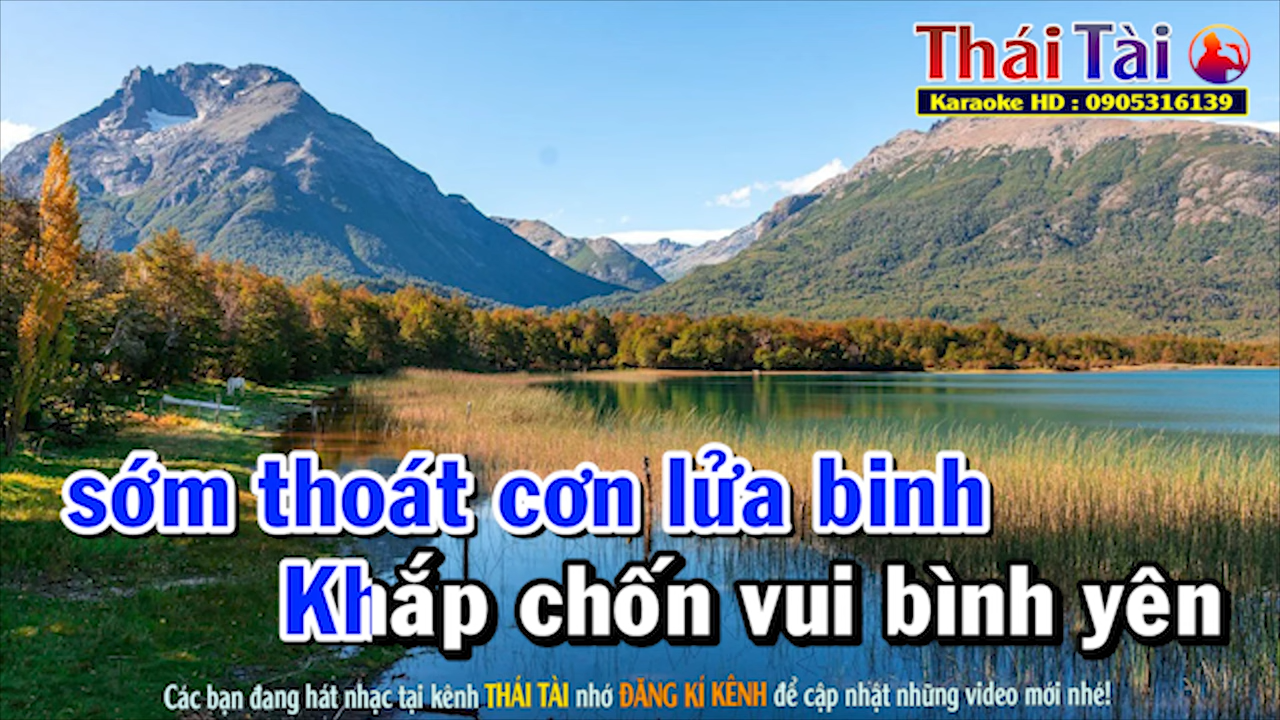 Thái Tài
Karaoke HD : 0905316139
sớm thoát cơn lửa binh
Khắp chốn vui bình yên
Các bạn đang hát nhạc tại kênh THÁI TÀI nhớ ĐĂNG KÍ KÊNH để cập nhật những video mới nhé!